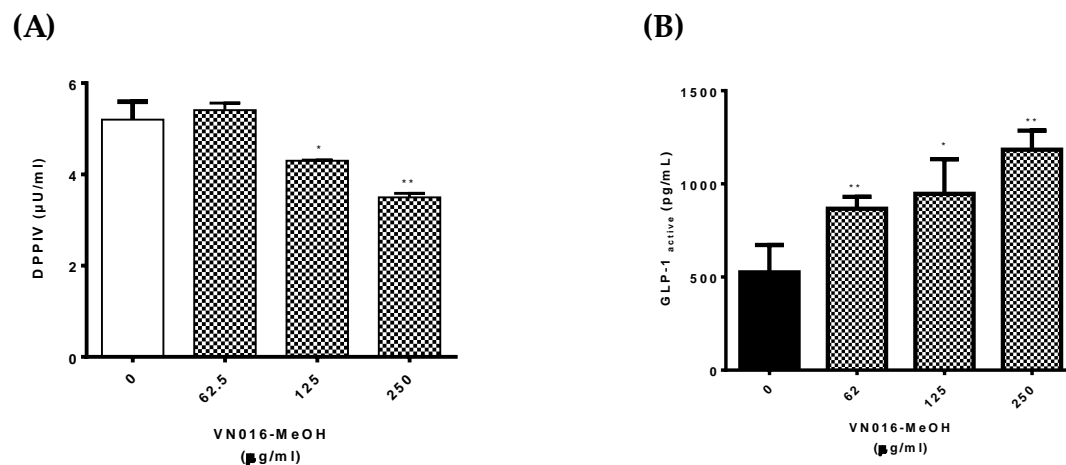 (A)
(B)
6
4
2
0
DPPIV (µU/ml)
*
**
0
62.5
125
250
VN016-MeOH
(µg/ml)
1500
1000
500
0
GLP-1 active (pg/mL)
**
*
**
0
62
125
250
VN016-MeOH
(µg/ml)